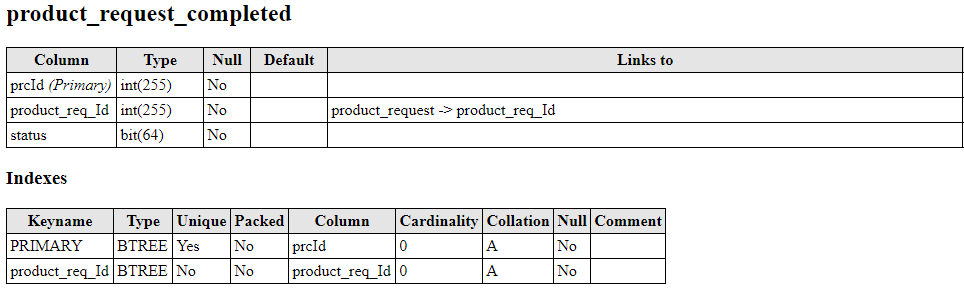 product_request_completed
Column Type Null Default Links to
prcId (Primary) int(255) No
product_req_Id int(255) No product_request -> product_req_Id
status bit(64) No
Indexes
Keyname Type Unique Packed Column Cardinality Collation Null Comment
PRIMARY BTREE Yes No prcId 0 A No
product_req_Id BTREE No No product_req_Id 0 A No